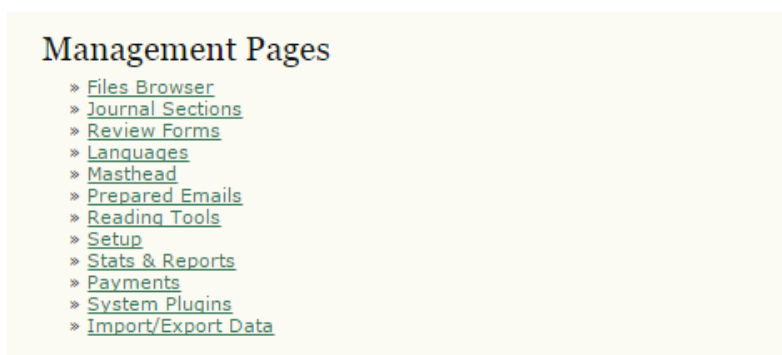 Management Pages
» Files Browser
» Journal Sections
» Review Forms
» Languages
» Masthead
» Prepared Emails
» Reading Tools
» Setup
» Stats & Reports
» Payments
» System Plugins
» Import/Export Data